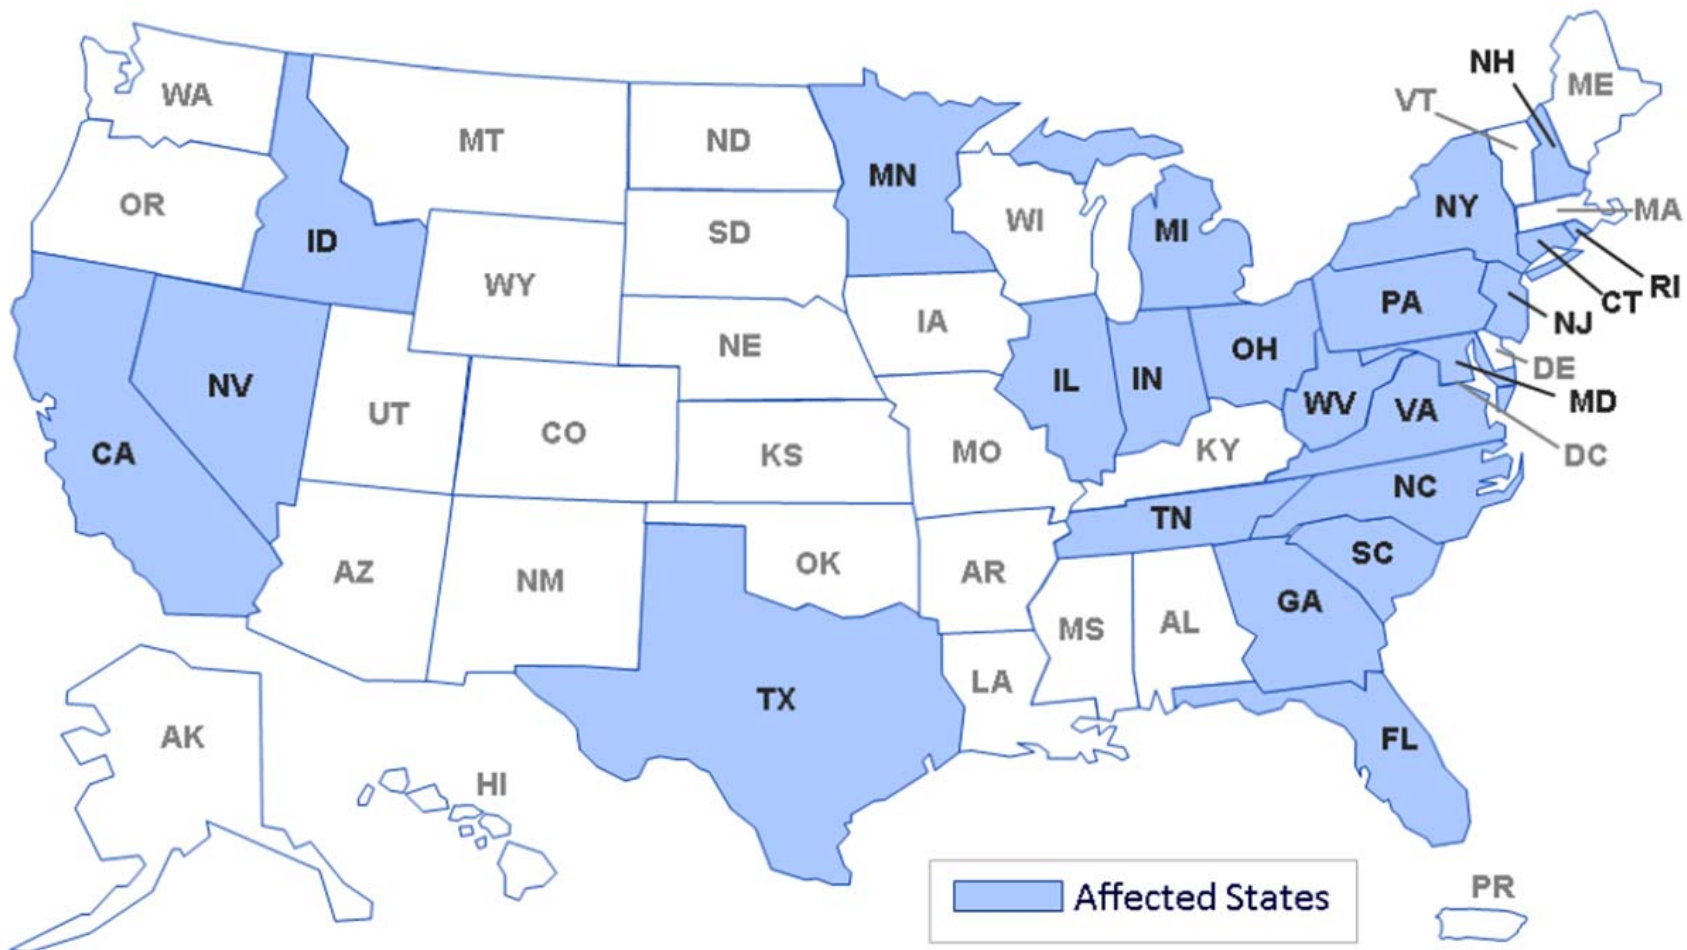 NH
ME
WA
VT
MT
ND
MN
OR
NY
MA
WI
MI
SD
ID
WY
RI
CT
PA
NJ
IA
NE
OH
DE
IL
IN
NV
MD
WV
VA
UT
CO
CA
KS
MO
KY
DC
NC
TN
SC
OK
AZ
NM
AR
GA
MS
AL
LA
TX
AK
FL
HI
PR
Affected States